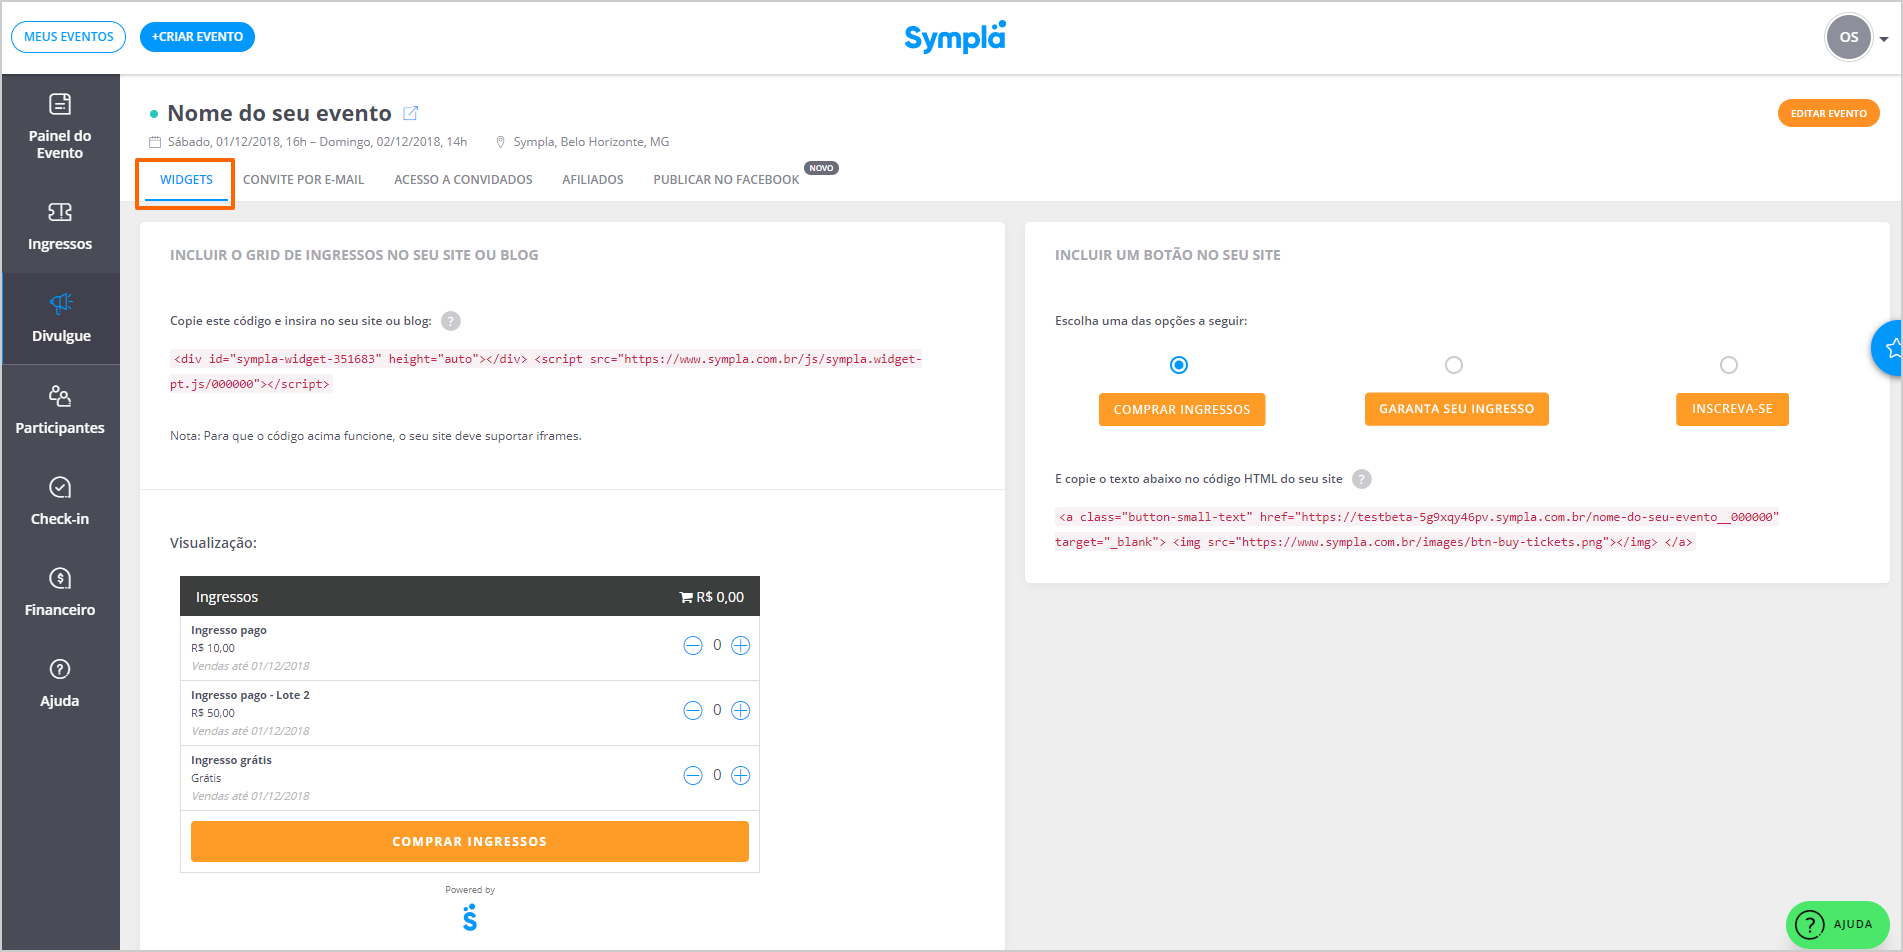 MEUS EVENTOS
+CRIAR EVENTO
Sympla
OS
Painel do
Evento
Ingressos
Divulgue
Participantes
Check-in
Financeiro
Ajuda
Nome do seu evento
EDITAR EVENTO
Sábado, 01/12/2018, 16h – Domingo, 02/12/2018, 14h
Sympla, Belo Horizonte, MG
WIDGETS
CONVITE POR E-MAIL
ACESSO A CONVIDADOS
AFILIADOS
PUBLICAR NO FACEBOOK
NOVO
INCLUIR O GRID DE INGRESSOS NO SEU SITE OU BLOG
Copie este código e insira no seu site ou blog: ?
<div id="sympla-widget-351683" height="auto"></div> <script src="https://www.sympla.com.br/js/sympla.widget-
pt.js/000000"></script>
Nota: Para que o código acima funcione, o seu site deve suportar iframes.
Visualização:
Ingressos R$ 0,00
Ingresso pago
R$ 10,00
0
Vendas até 01/12/2018
Ingresso pago - Lote 2
R$ 50,00
0
Vendas até 01/12/2018
Ingresso grátis
Grátis
0
Vendas até 01/12/2018
COMPRAR INGRESSOS
Powered by
S
INCLUIR UM BOTÃO NO SEU SITE
Escolha uma das opções a seguir:
COMPRAR INGRESSOS
GARANTA SEU INGRESSO
INSCREVA-SE
E copie o texto abaixo no código HTML do seu site ?
<a class="button-small-text" href="https://testbeta-5g9xqy46pv.sympla.com.br/nome-do-seu-evento__000000"
target="_blank"> <img src="https://www.sympla.com.br/images/btn-buy-tickets.png"></img> </a>
? AJUDA